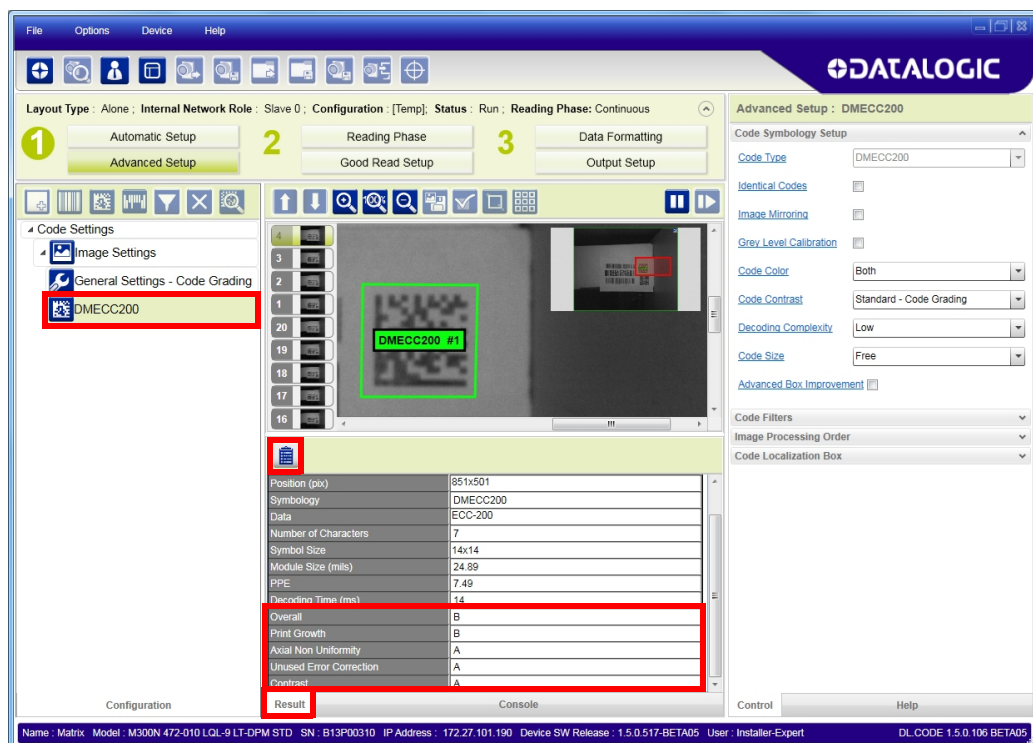 File Options Device Help
DATALOGIC
Layout Type : Alone ; Internal Network Role : Slave 0 ; Configuration : [Temp]; Status : Run ; Reading Phase: Continuous
1 Automatic Setup
Advanced Setup
2 Reading Phase
Good Read Setup
3 Data Formatting
Output Setup
Code Settings
Image Settings
General Settings - Code Grading
DMECC200
Configuration
100%
4
3
2
1
20
19
18
17
16
DMECC200 #1
Position (pix) 851x501
Symbology DMECC200
Data ECC-200
Number of Characters 7
Symbol Size 14x14
Module Size (mils) 24.89
PPE 7.49
Decoding Time (ms) 14
Overall B
Print Growth B
Axial Non Uniformity A
Unused Error Correction A
Contrast A
Result Console
Advanced Setup : DMECC200
Code Symbology Setup
Code Type DMECC200
Identical Codes
Image Mirroring
Grey Level Calibration
Code Color Both
Code Contrast Standard - Code Grading
Decoding Complexity Low
Code Size Free
Advanced Box Improvement
Code Filters
Image Processing Order
Code Localization Box
Control Help
Name : Matrix Model : M300N 472-010 LQL-9 LT-DPM STD SN : B13P00310 IP Address : 172.27.101.190 Device SW Release : 1.5.0.517-BETA05 User : Installer-Expert DL.CODE 1.5.0.106 BETA05